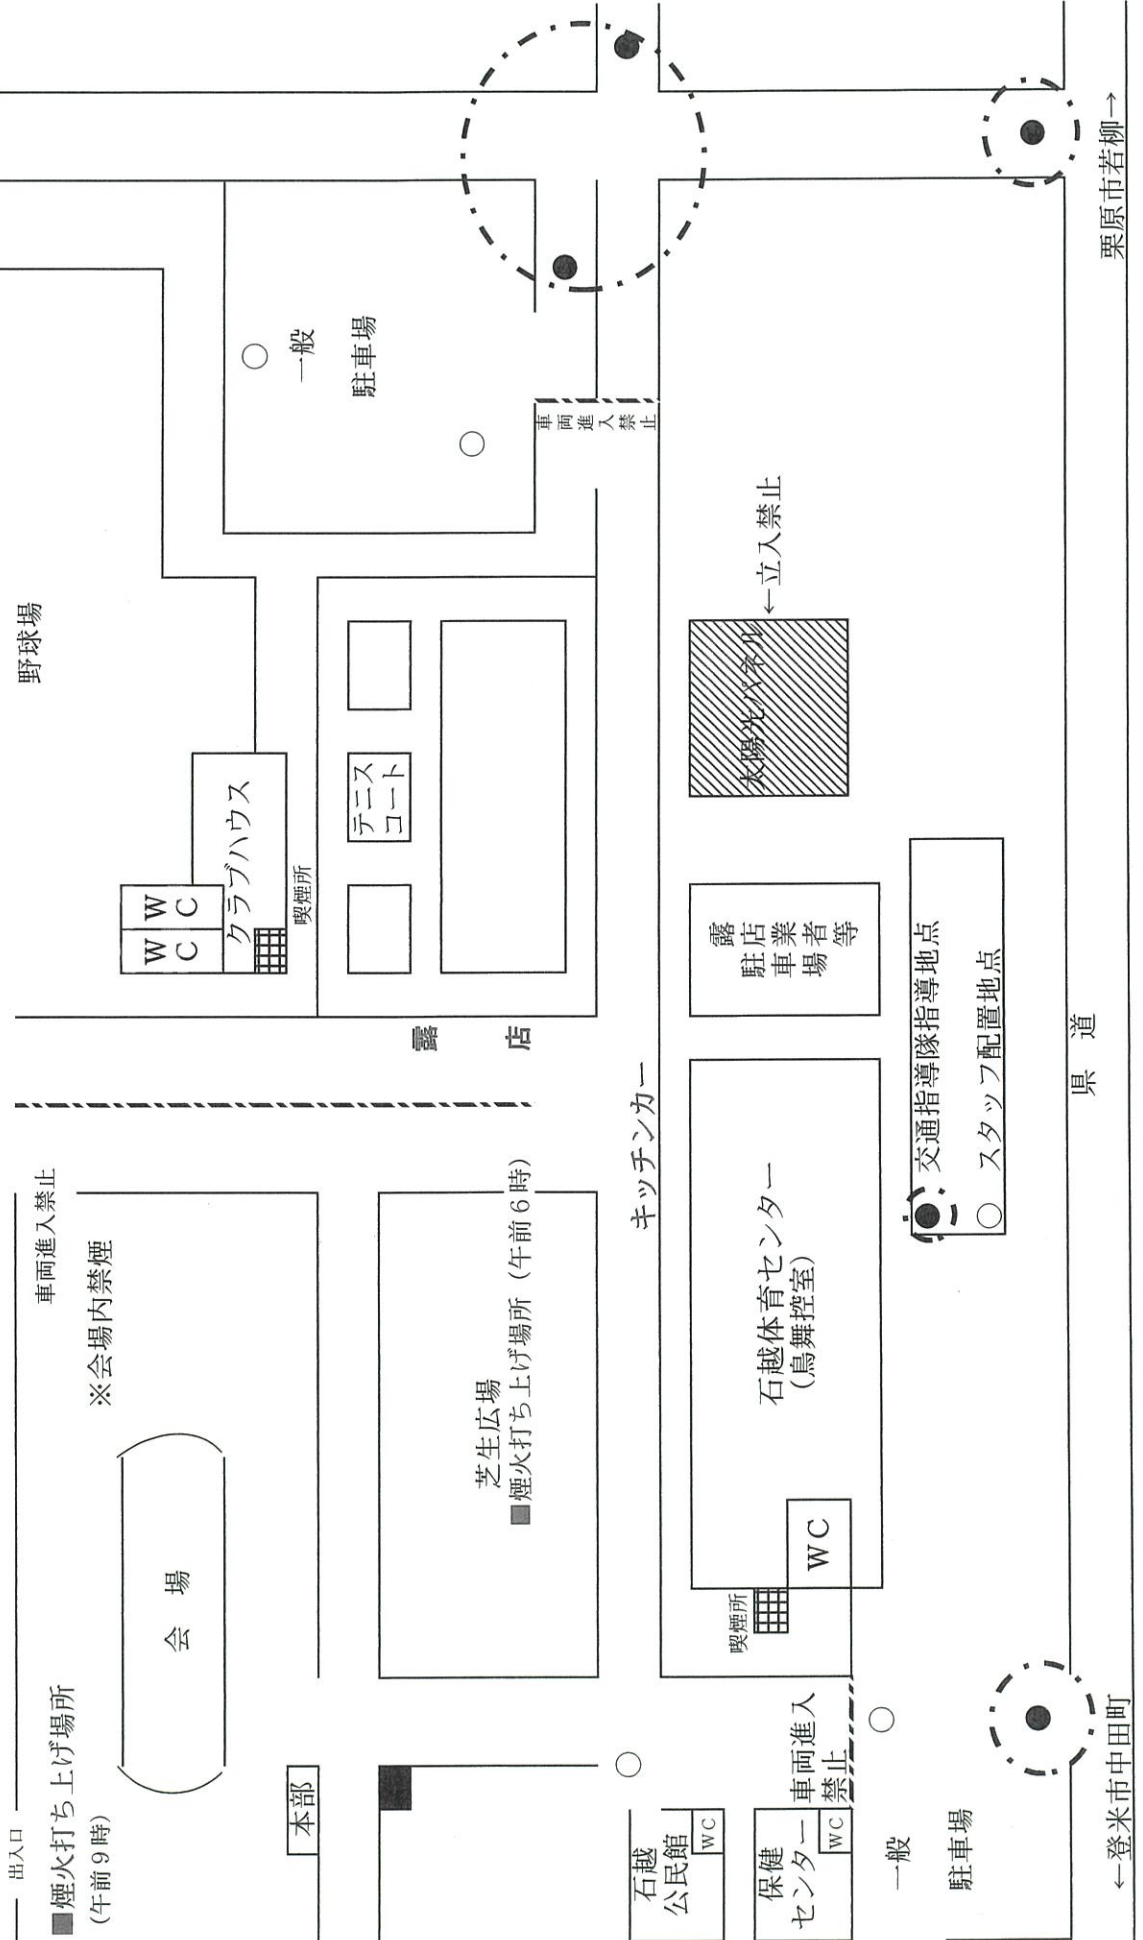 出入口
■煙火打ち上げ場所
(午前9時)
会 場
※会場内禁煙
車両進入禁止
本部
芝生広場
■煙火打ち上げ場所（午前6時）
露 店
WC
WC
クラブハウス
喫煙所
野球場
テニス
コート
一般
駐車場
車両進入禁止
キッチンカー
石越
公民館
WC
保健
センター
WC
車両進入
禁止
喫煙所
WC
石越体育センター
(鳥舞控室)
露店業者等
駐車場
太陽光パネル
←立入禁止
一般
駐車場
交通指導隊指導地点
スタッフ配置地点
県 道
←登米市中田町
栗原市若柳→